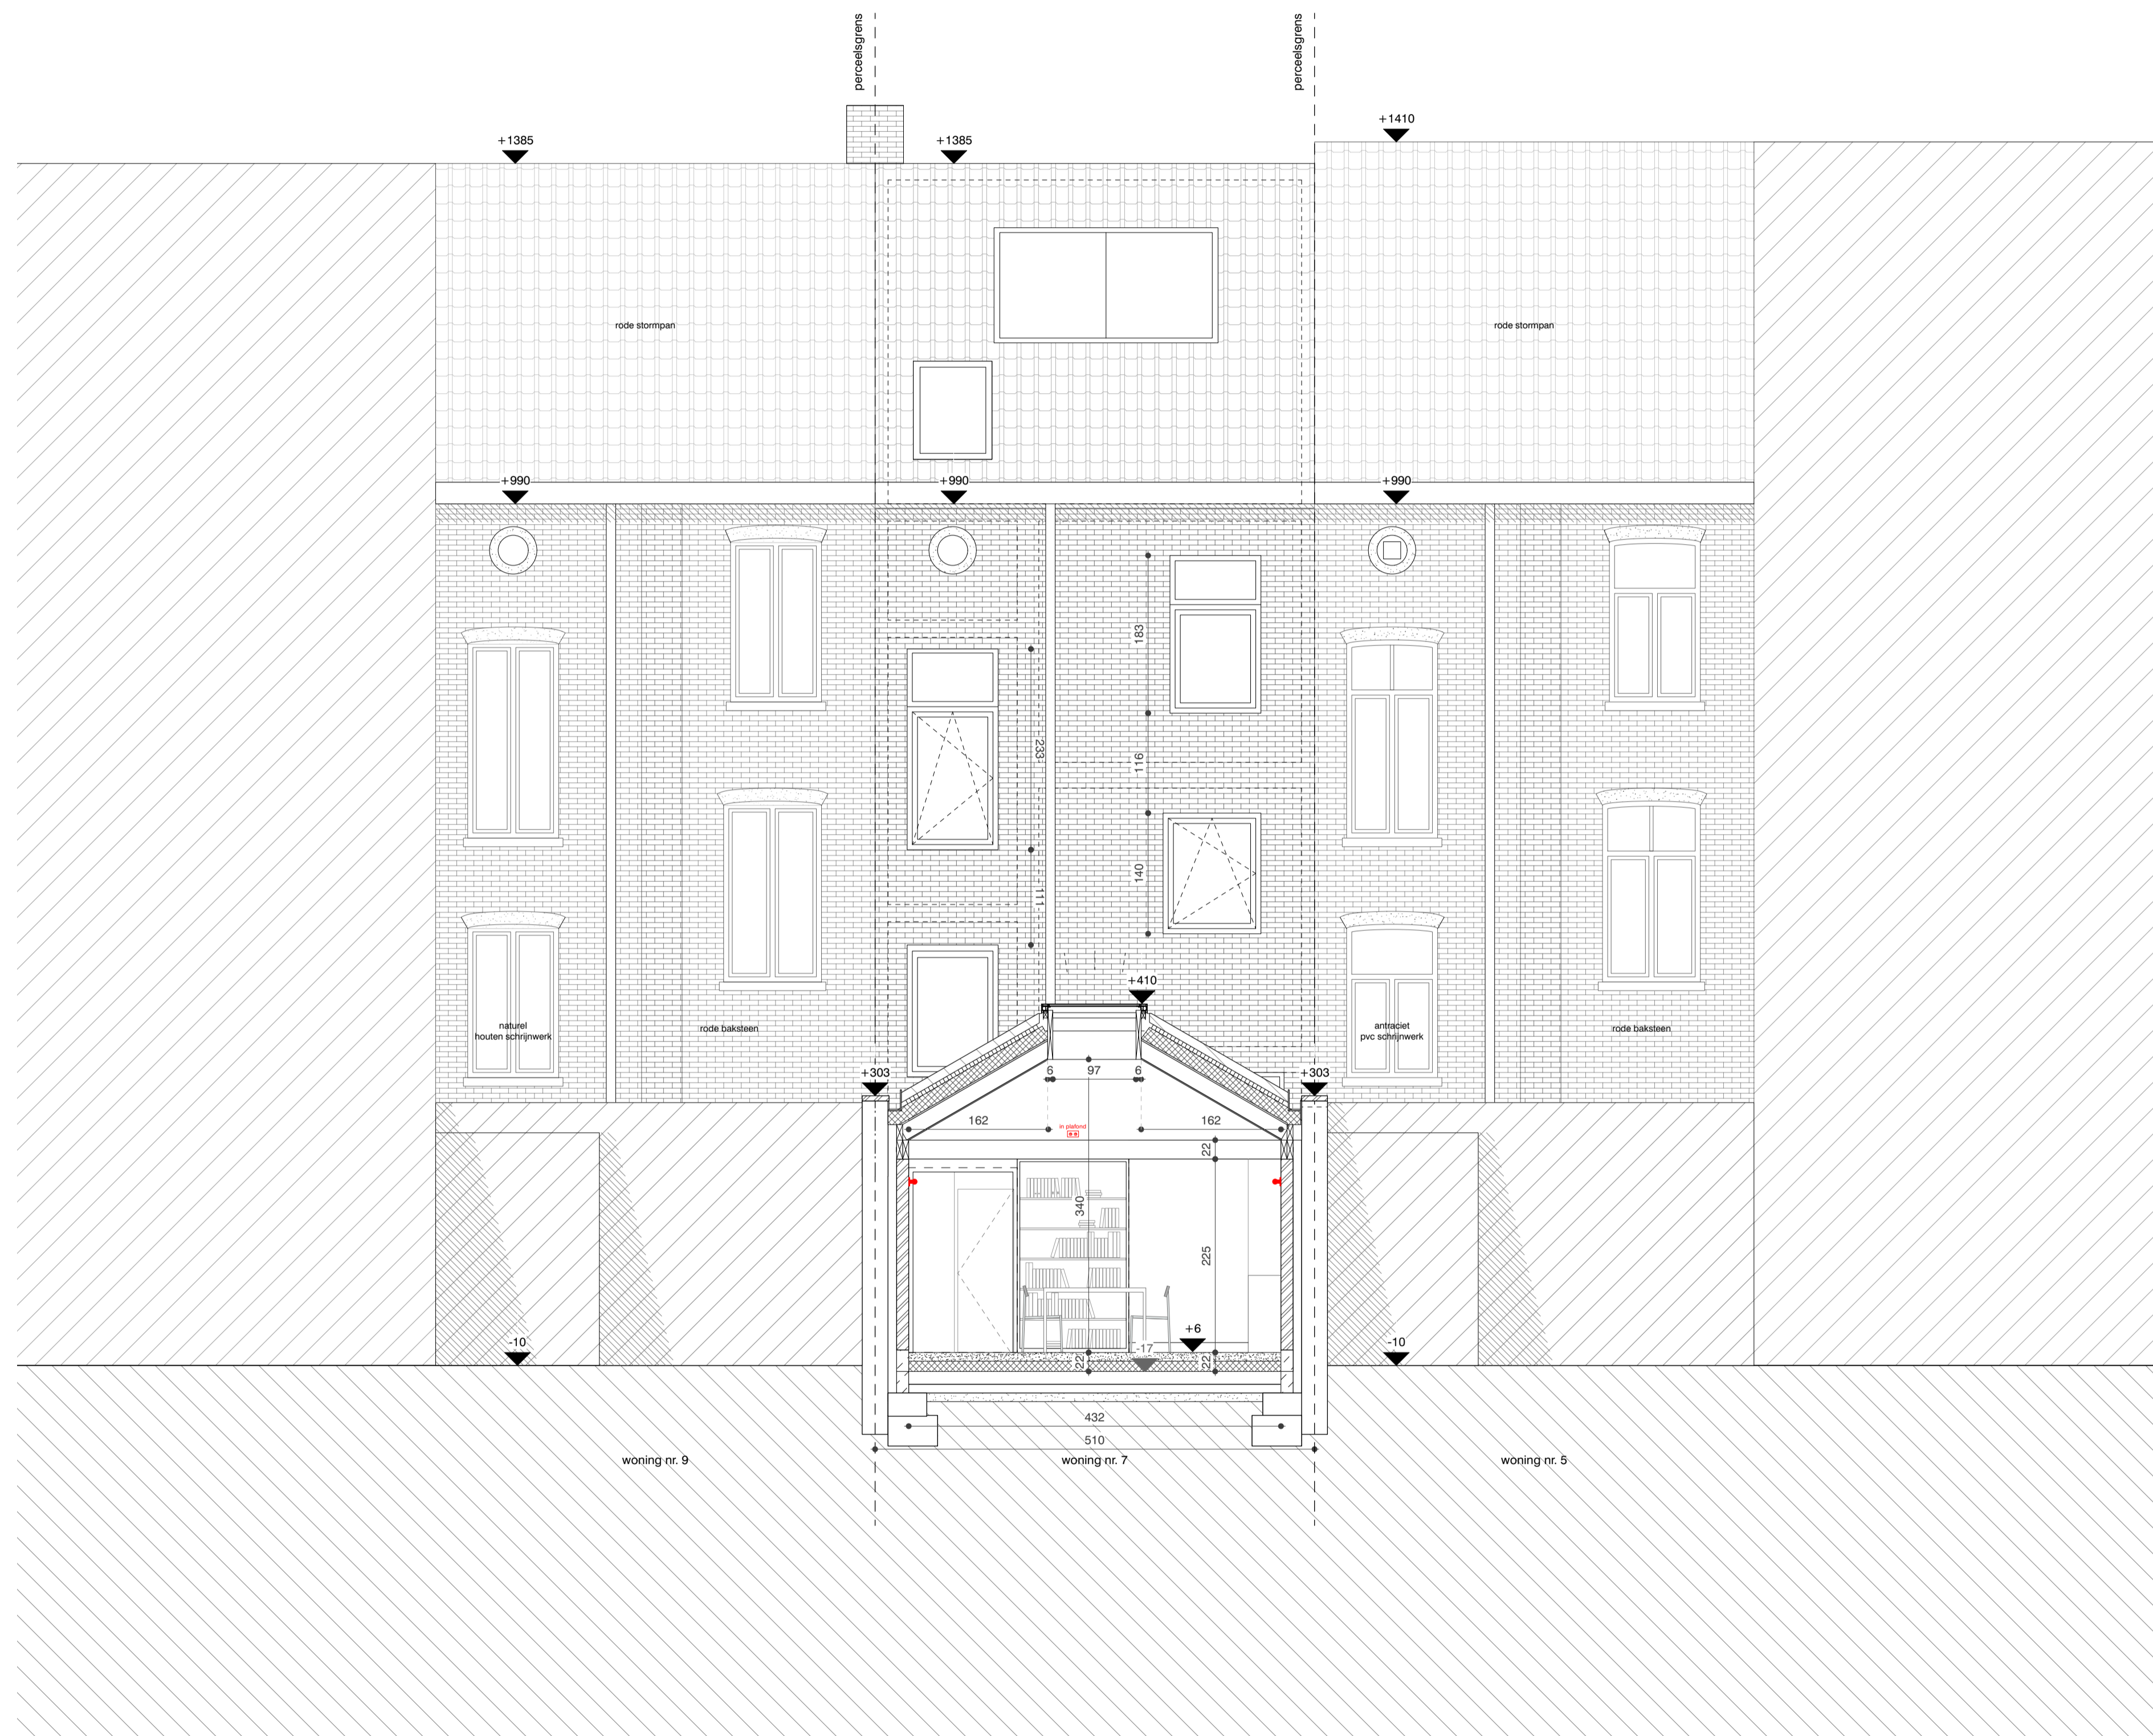 perceelsgrens
perceelsgrens
+1385
+1385
+1410
rode stormpan
rode stormpan
+990
+990
+990
183
233
116
140
111
+410
naturel
houten schrijnwerk
rode baksteen
antraciet
pvc schrijnwerk
rode baksteen
+303
+303
6
97
6
162
in plafond
162
22
340
225
-10
+6
-10
-17
22
22
432
510
woning nr. 9
woning nr. 7
woning nr. 5